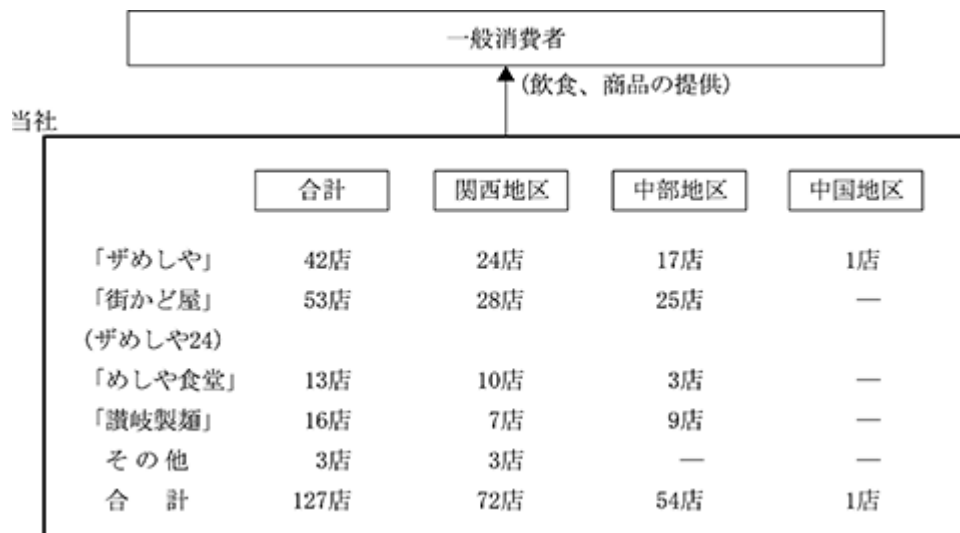 一般消費者
(飲食、商品の提供)
当社
合計 関西地区 中部地区 中国地区
「ザめしや」 42店 24店 17店 1店
「街かど屋」 53店 28店 25店 ―
(ザめしや24)
「めしや食堂」 13店 10店 3店 ―
「讃岐製麺」 16店 7店 9店 ―
その他 3店 3店 ― ―
合 計 127店 72店 54店 1店